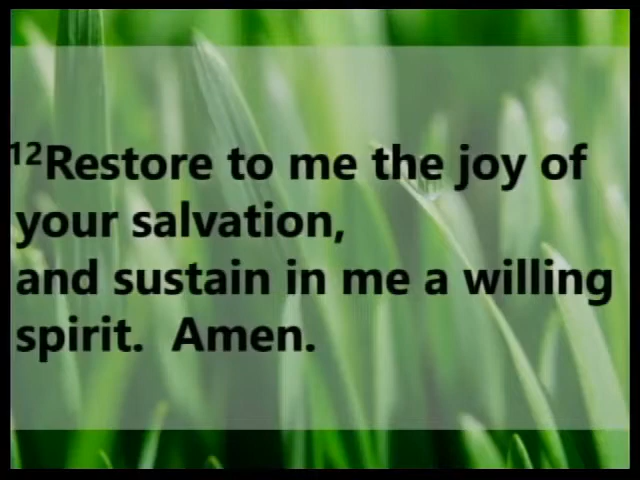 ¹²Restore to me the joy of
your salvation,
and sustain in me a willing
spirit.  Amen.